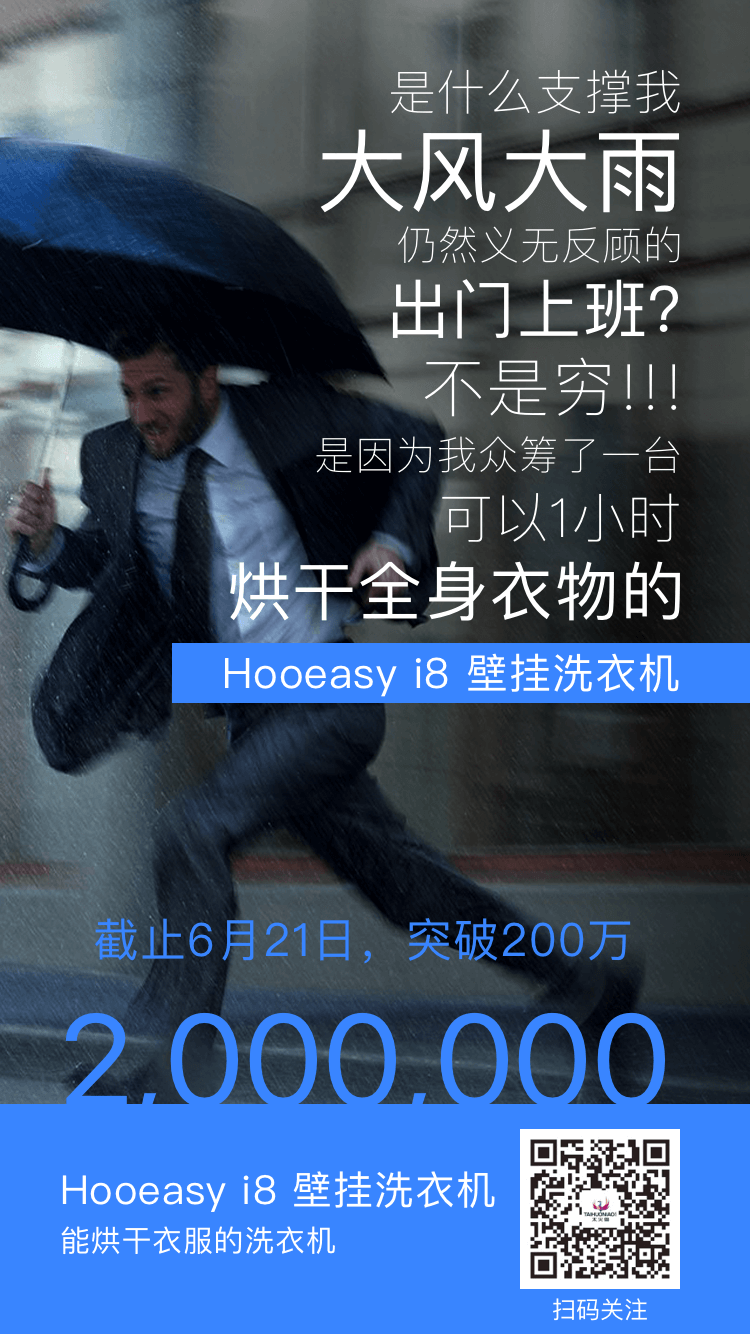 是什么支撑我
大风大雨
仍然义无反顾的
出门上班?
不是穷!!!
是因为我众筹了一台
可以1小时
烘干全身衣物的
Hooeasy i8 壁挂洗衣机
截止6月21日，突破200万
2,000,000
Hooeasy i8 壁挂洗衣机
能烘干衣服的洗衣机
TAIHUONIAO
太火鸟
扫码关注